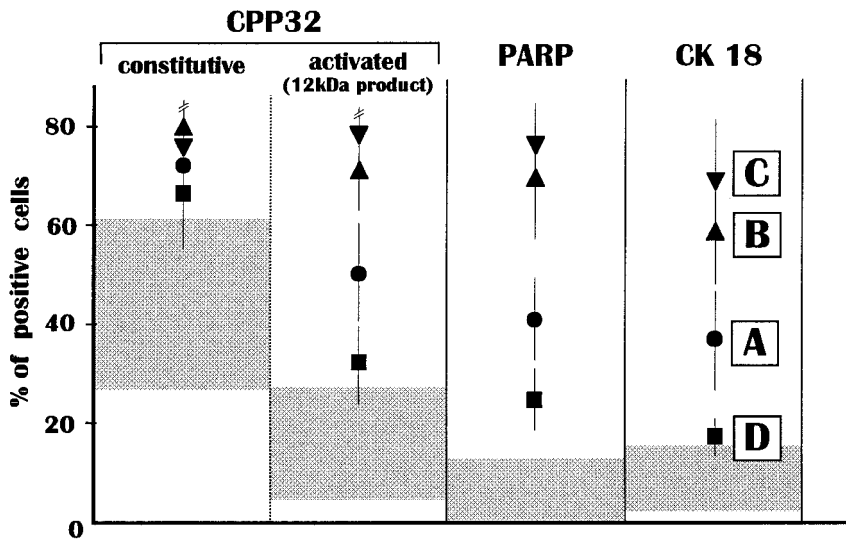 CPP32
constitutive
activated
(12kDa product)
PARP
CK 18
% of positive cells
80
60
40
20
0
C
B
A
D